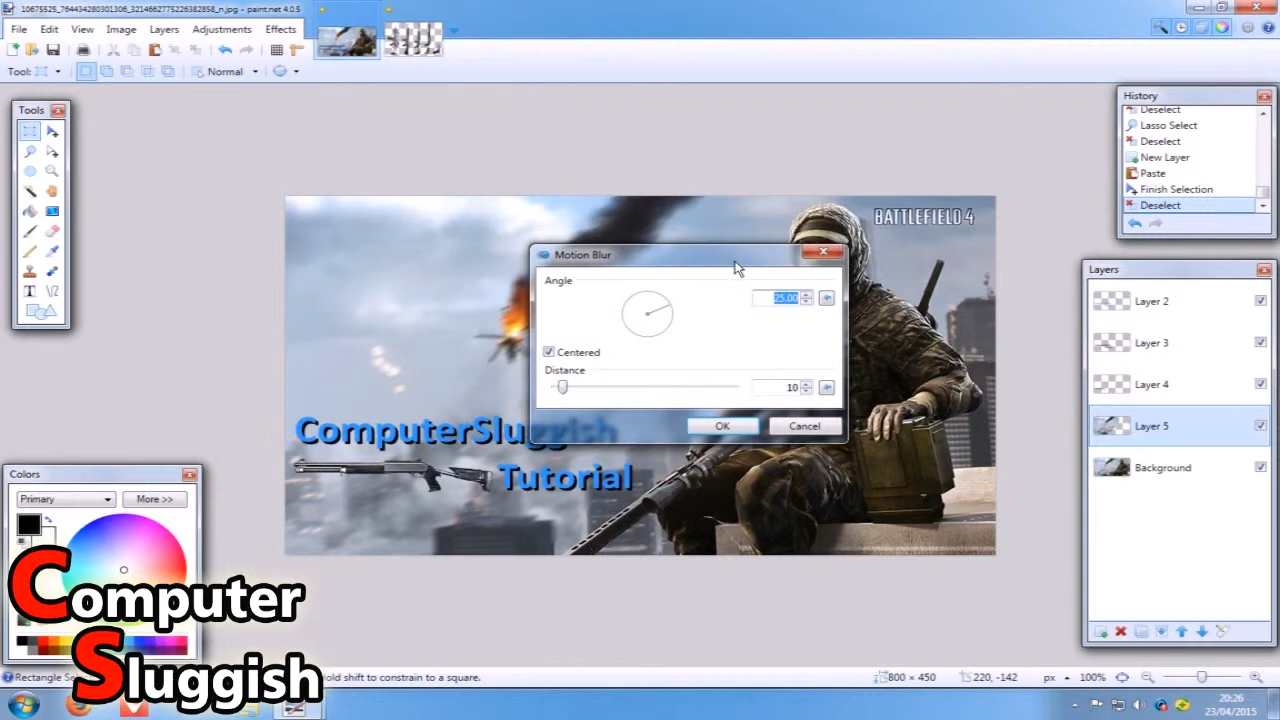 10675525_764434280301306_3214662775226382858_n.jpg - paint.net 4.0.5
File Edit View Image Layers Adjustments Effects
Tool: Normal
Tools
History
Deselect
Lasso Select
Deselect
New Layer
Paste
Finish Selection
Deselect
BATTLEFIELD 4
Motion Blur
Angle
25.00
Centered
Distance
10
OK Cancel
ComputerSluggish
Tutorial
Layers
Layer 2
Layer 3
Layer 4
Layer 5
Background
Colors
Primary More >>
Computer
Sluggish
Rectangle Se
hold shift to constrain to a square.
800 × 450 220, -142 px 100%
20:26
23/04/2015